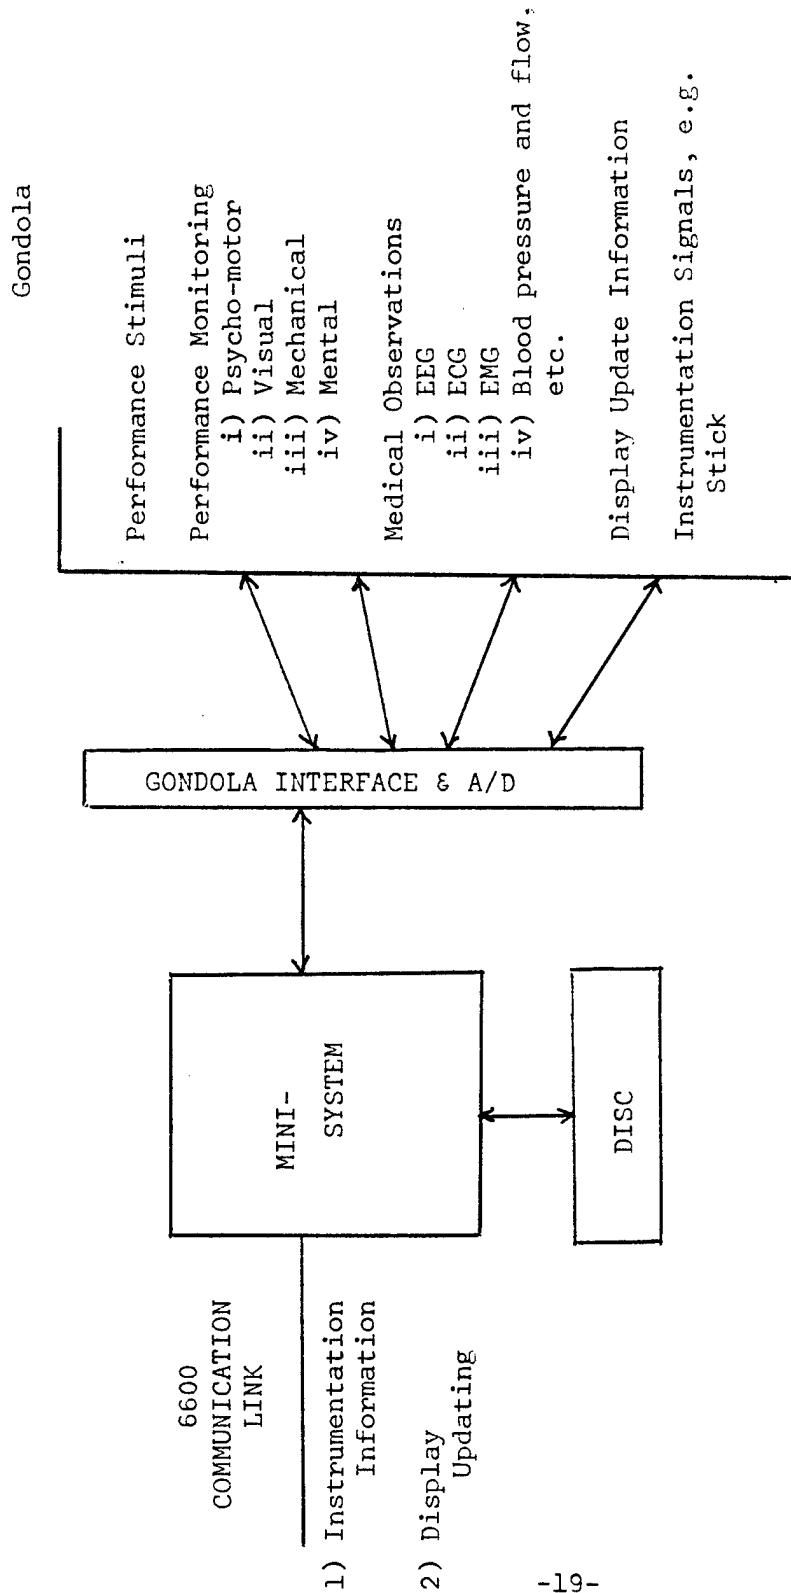 6600
COMMUNICATION
LINK
1) Instrumentation
Information
2) Display
Updating
MINI-
SYSTEM
DISC
GONDOLA INTERFACE & A/D
Gondola
Performance Stimuli
Performance Monitoring
i) Psycho-motor
ii) Visual
iii) Mechanical
iv) Mental
Medical Observations
i) EEG
ii) ECG
iii) EMG
iv) Blood pressure and flow,
etc.
Display Update Information
Instrumentation Signals, e.g.
Stick
-19-